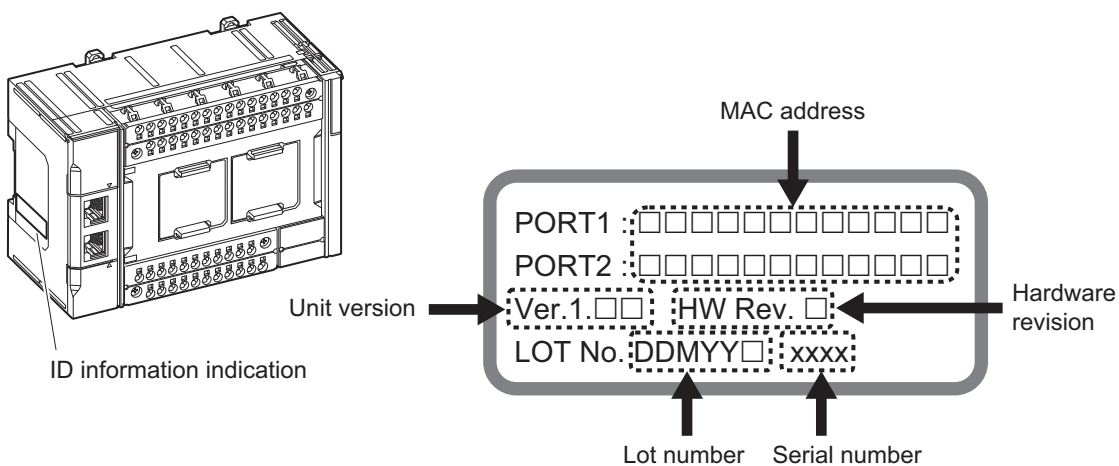 MAC address
PORT1 :□□□□□□□□□□□□
PORT2 :□□□□□□□□□□□□
Unit version
Ver.1.□□ HW Rev. □
Hardware
revision
LOT No. DDMYY□ xxxx
ID information indication
Lot number Serial number